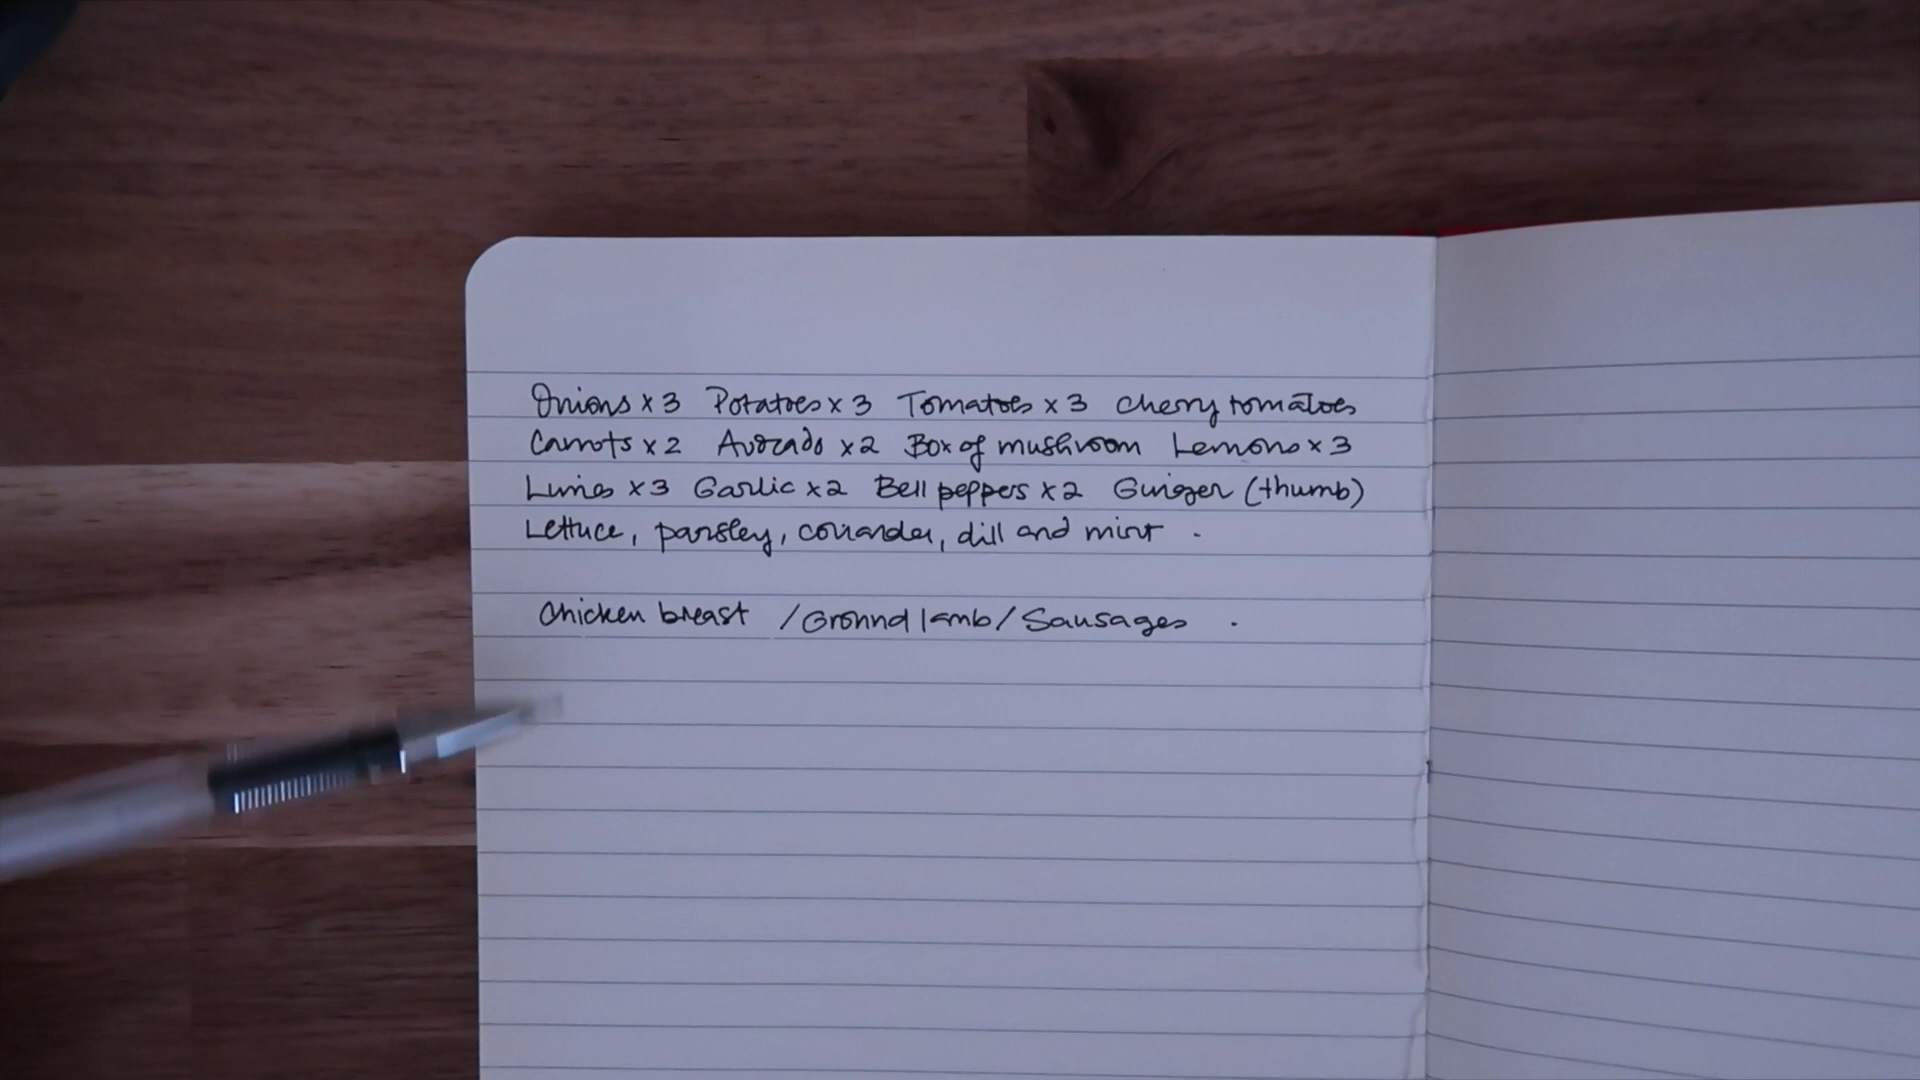 Onions x 3 Potatoes x 3 Tomatoes x 3 Cherry tomatoes
Carrots x 2 Avocado x 2 Box of mushroom Lemons x 3
Limes x 3 Garlic x 2 Bell peppers x 2 Ginger (thumb)
Lettuce, parsley, coriander, dill and mint .
Chicken breast / Ground lamb / Sausages .